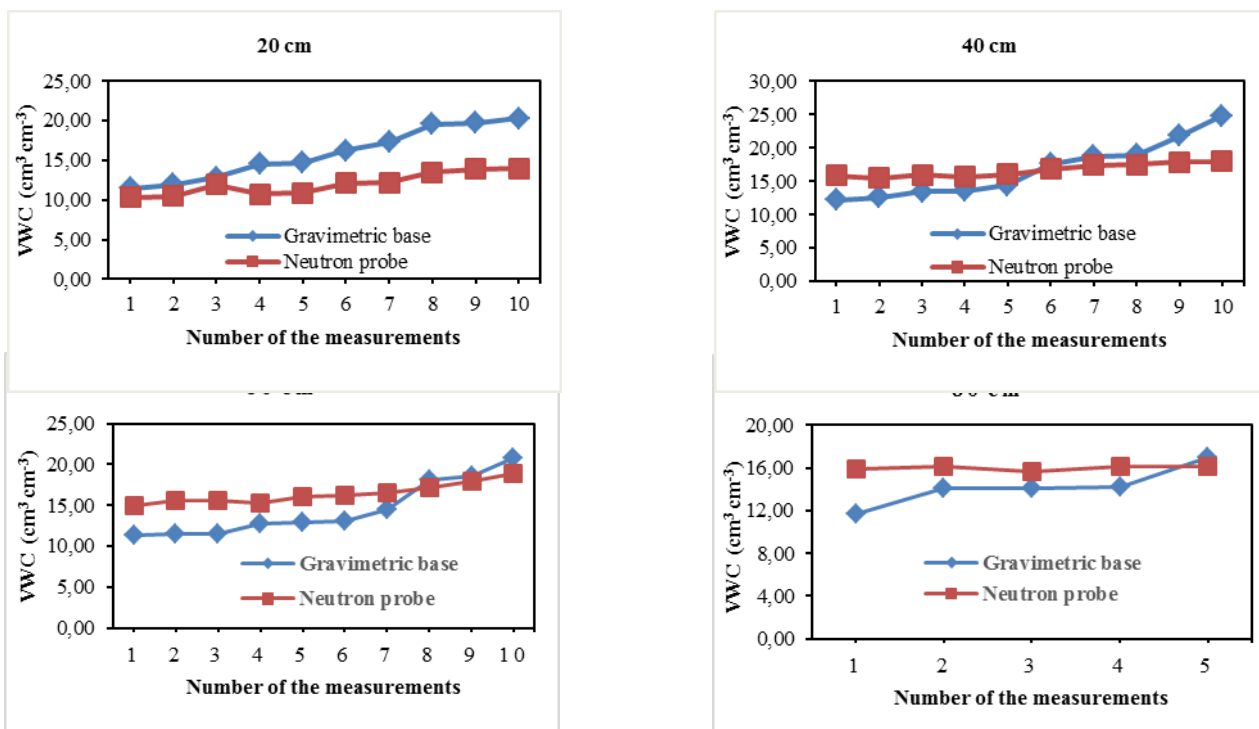 20 cm
25,00
20,00
15,00
10,00
5,00
0,00
VWC (cm³ cm⁻³)
Gravimetric base
Neutron probe
1 2 3 4 5 6 7 8 9 10
Number of the measurements
40 cm
30,00
25,00
20,00
15,00
10,00
5,00
0,00
VWC (cm³ cm⁻³)
Gravimetric base
Neutron probe
1 2 3 4 5 6 7 8 9 10
Number of the measurements
cm
25,00
20,00
15,00
10,00
5,00
0,00
VWC (cm³ cm⁻³)
Gravimetric base
Neutron probe
1 2 3 4 5 6 7 8 9 10
Number of the measurements
cm
20,00
16,00
12,00
8,00
4,00
0,00
VWC (cm³ cm⁻³)
Gravimetric base
Neutron probe
1 2 3 4 5
Number of the measurements